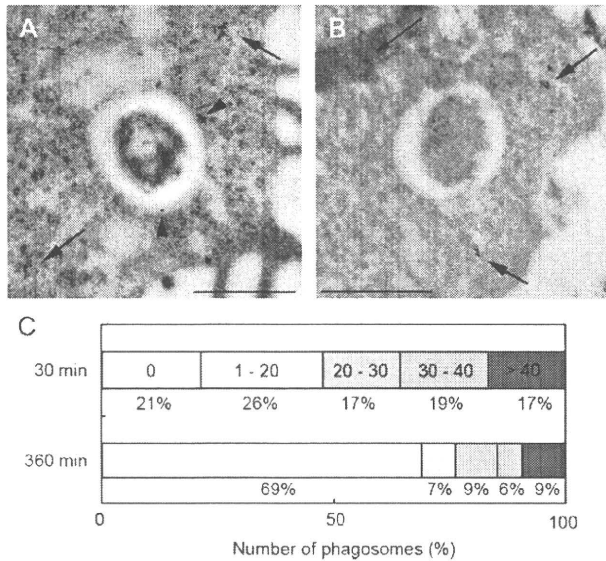 A
B
C
30 min
0
1 - 20
20 - 30
30 - 40
> 40
21%
26%
17%
19%
17%
360 min
69%
7%
9%
6%
9%
0
50
100
Number of phagosomes (%)